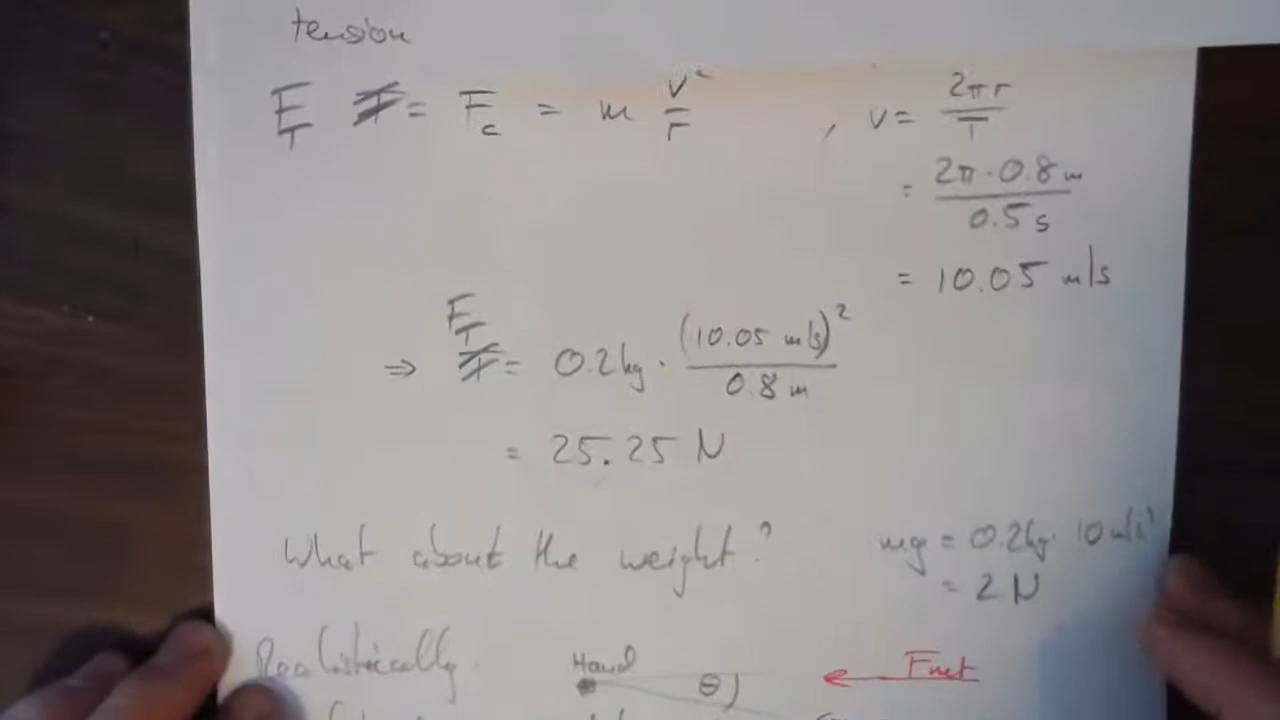 tension
F_T = F_c = m v²/r , v = 2πr/T
= 2π · 0.8 m / 0.5 s
= 10.05 m/s
⇒ F_T = 0.2 kg · (10.05 m/s)² / 0.8 m
= 25.25 N
What about the weight? mg = 0.2 kg · 10 m/s²
= 2 N
Realistically
Hand θ Fnet